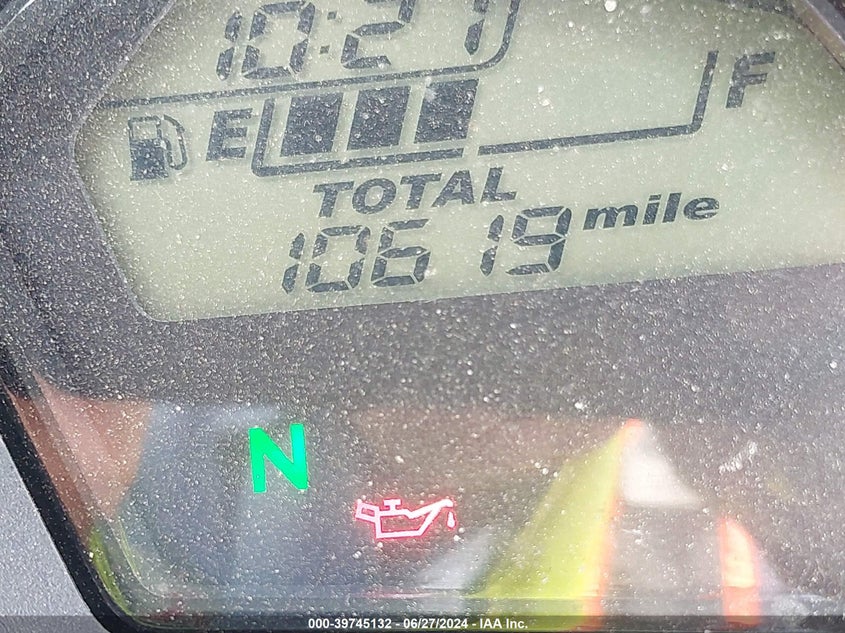 10:27
E F
TOTAL
10619 mile
N
000-39745132 - 06/27/2024 - IAA Inc.